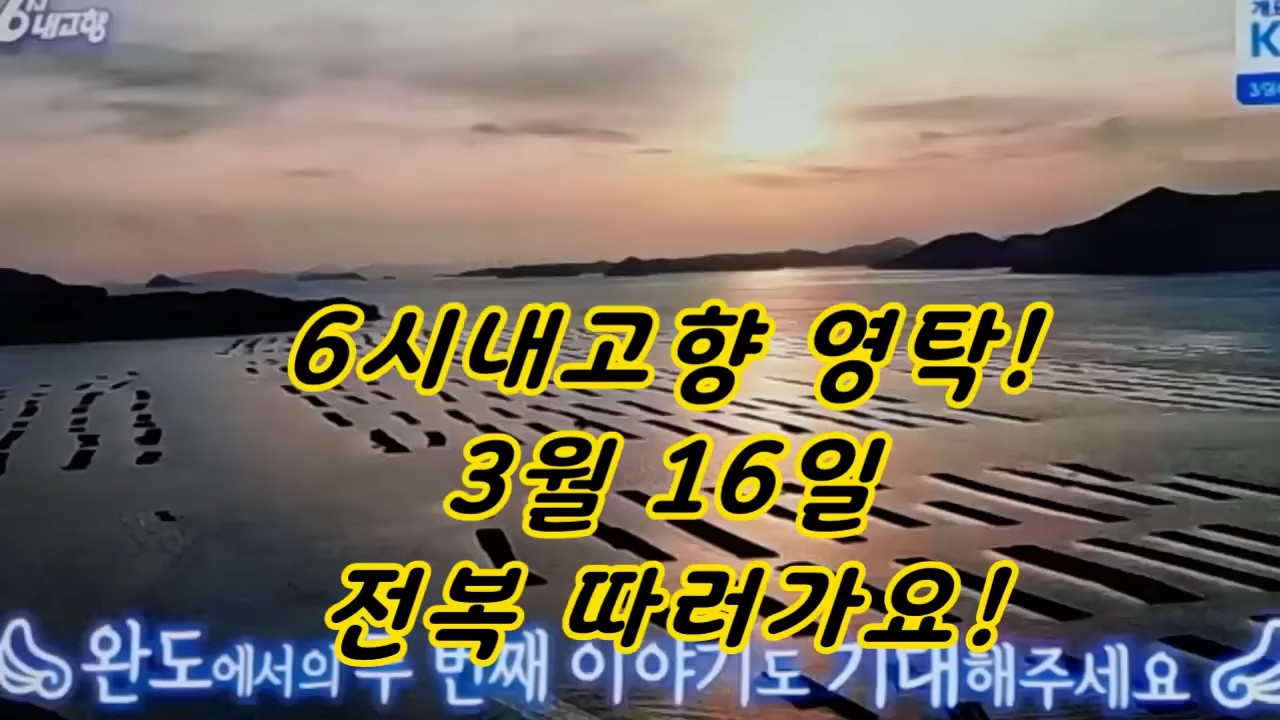 6시
내고향
K
6시내고향 영탁!
3월 16일
전복 따러가요!
완도에서의 두 번째 이야기도 기대해주세요